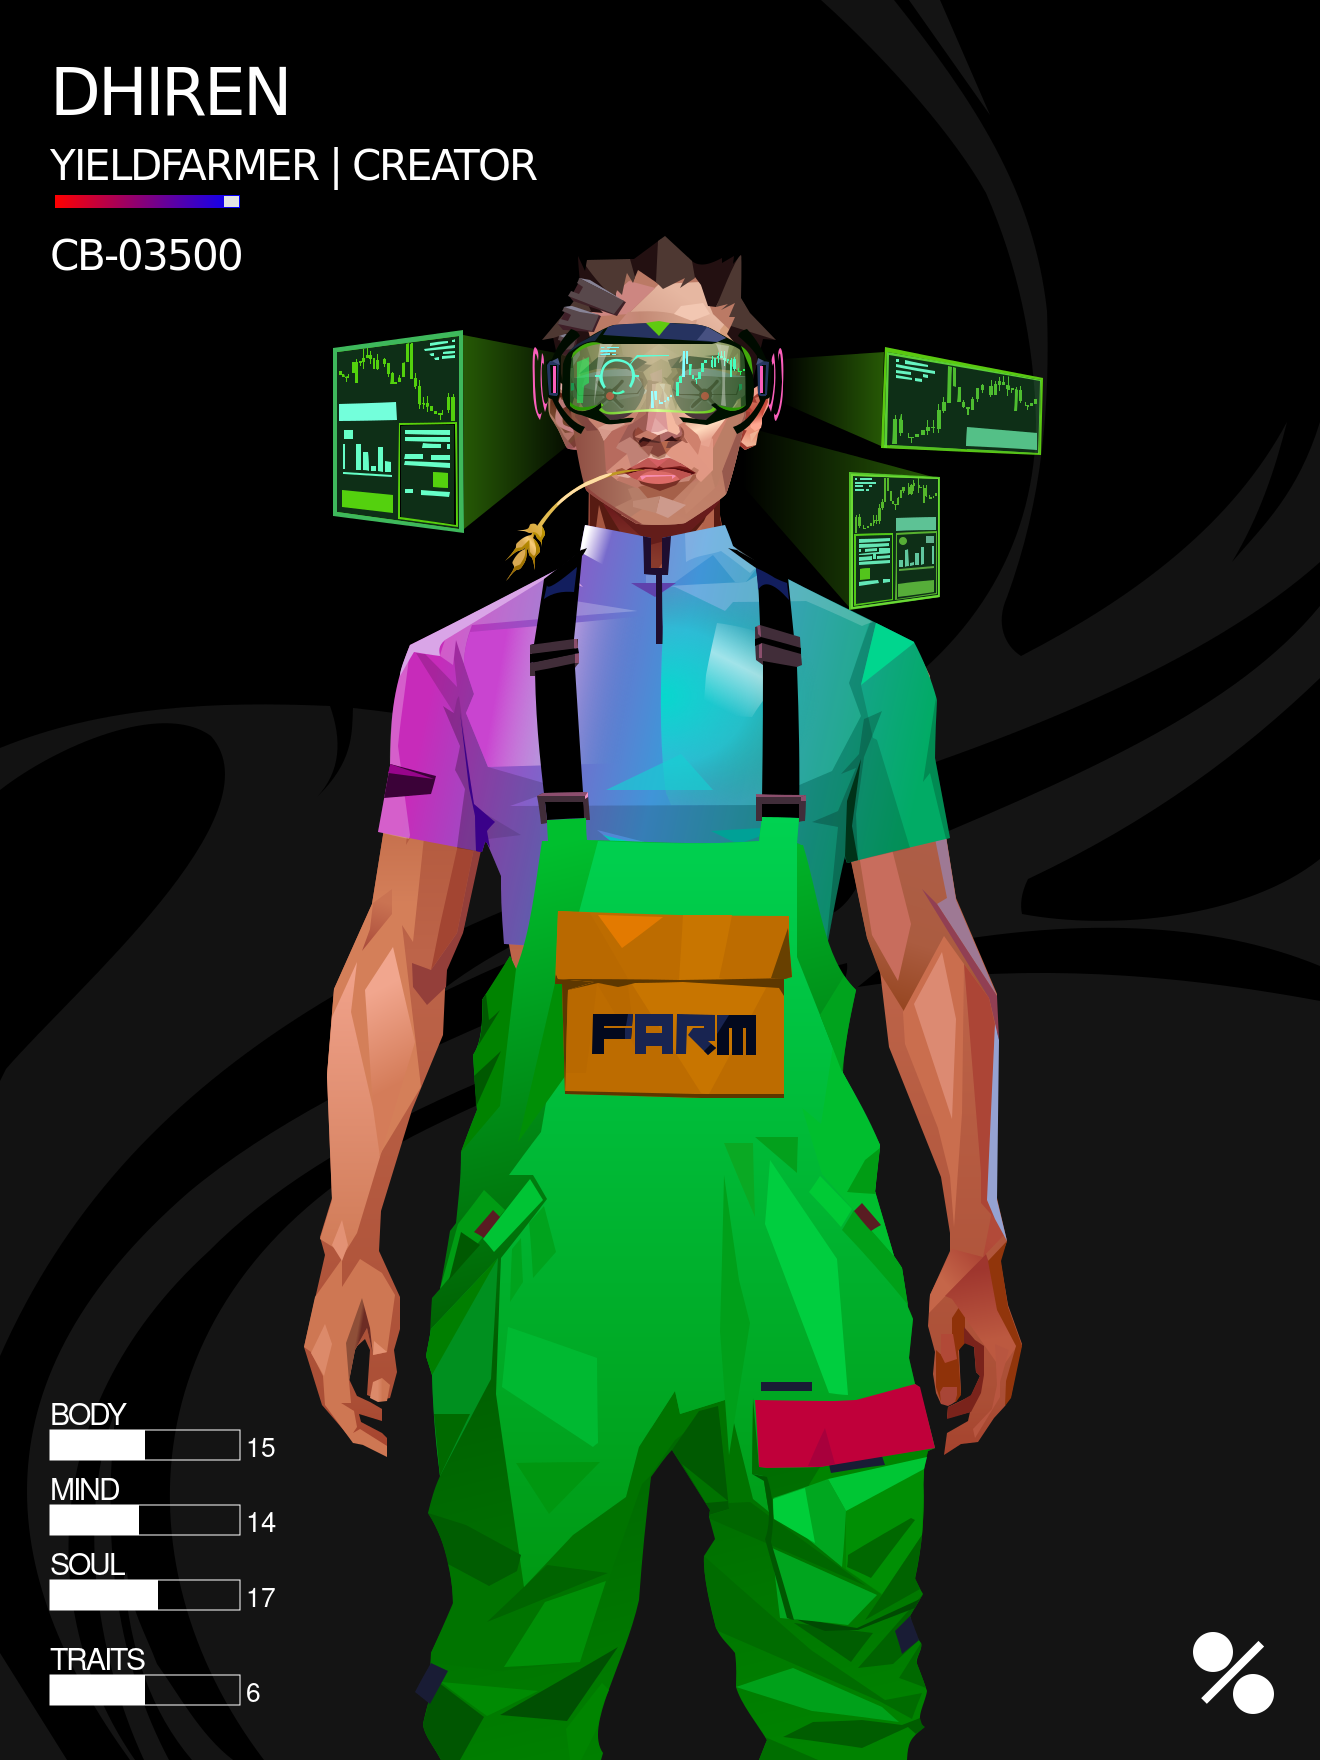 DHIREN
YIELDFARMER | CREATOR
CB-03500
FARM
BODY
15
MIND
14
SOUL
17
TRAITS
6